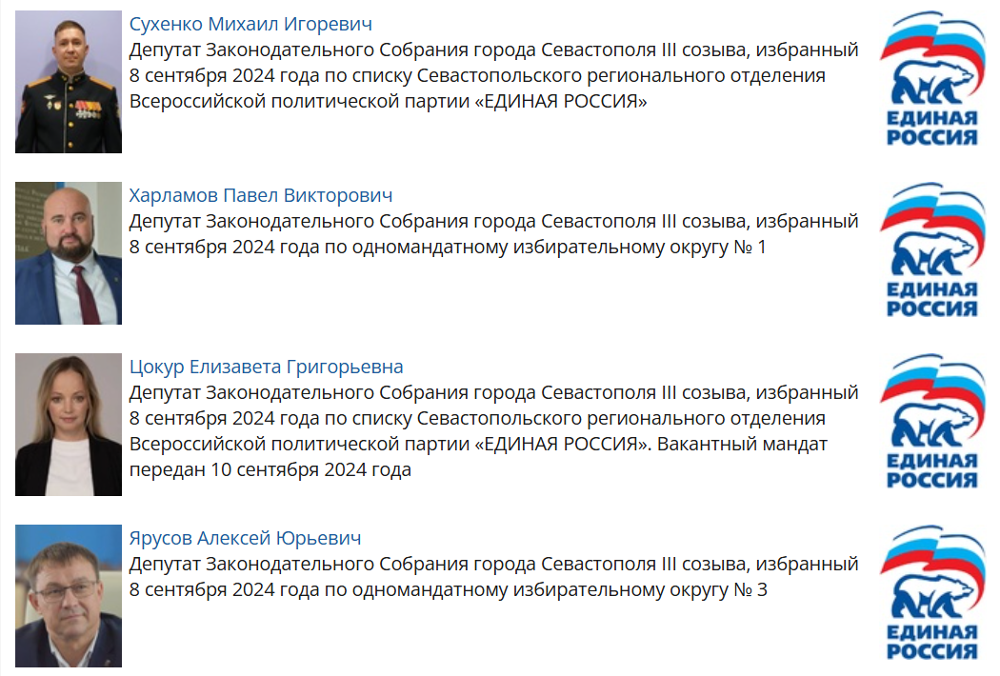 Сухенко Михаил Игоревич
Депутат Законодательного Собрания города Севастополя III созыва, избранный
8 сентября 2024 года по списку Севастопольского регионального отделения
Всероссийской политической партии «ЕДИНАЯ РОССИЯ»
ЕДИНАЯ
РОССИЯ
Харламов Павел Викторович
Депутат Законодательного Собрания города Севастополя III созыва, избранный
8 сентября 2024 года по одномандатному избирательному округу № 1
ЕДИНАЯ
РОССИЯ
Цокур Елизавета Григорьевна
Депутат Законодательного Собрания города Севастополя III созыва, избранный
8 сентября 2024 года по списку Севастопольского регионального отделения
Всероссийской политической партии «ЕДИНАЯ РОССИЯ». Вакантный мандат
передан 10 сентября 2024 года
ЕДИНАЯ
РОССИЯ
Ярусов Алексей Юрьевич
Депутат Законодательного Собрания города Севастополя III созыва, избранный
8 сентября 2024 года по одномандатному избирательному округу № 3
ЕДИНАЯ
РОССИЯ